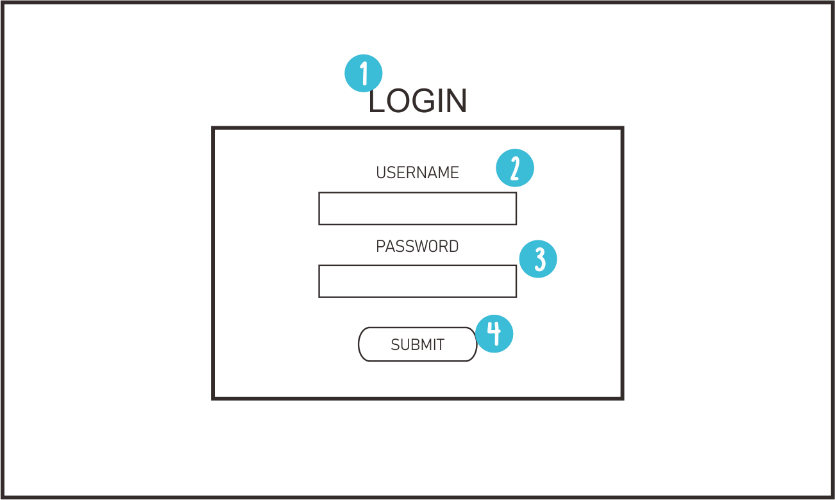 1
LOGIN
USERNAME 2
PASSWORD 3
SUBMIT 4